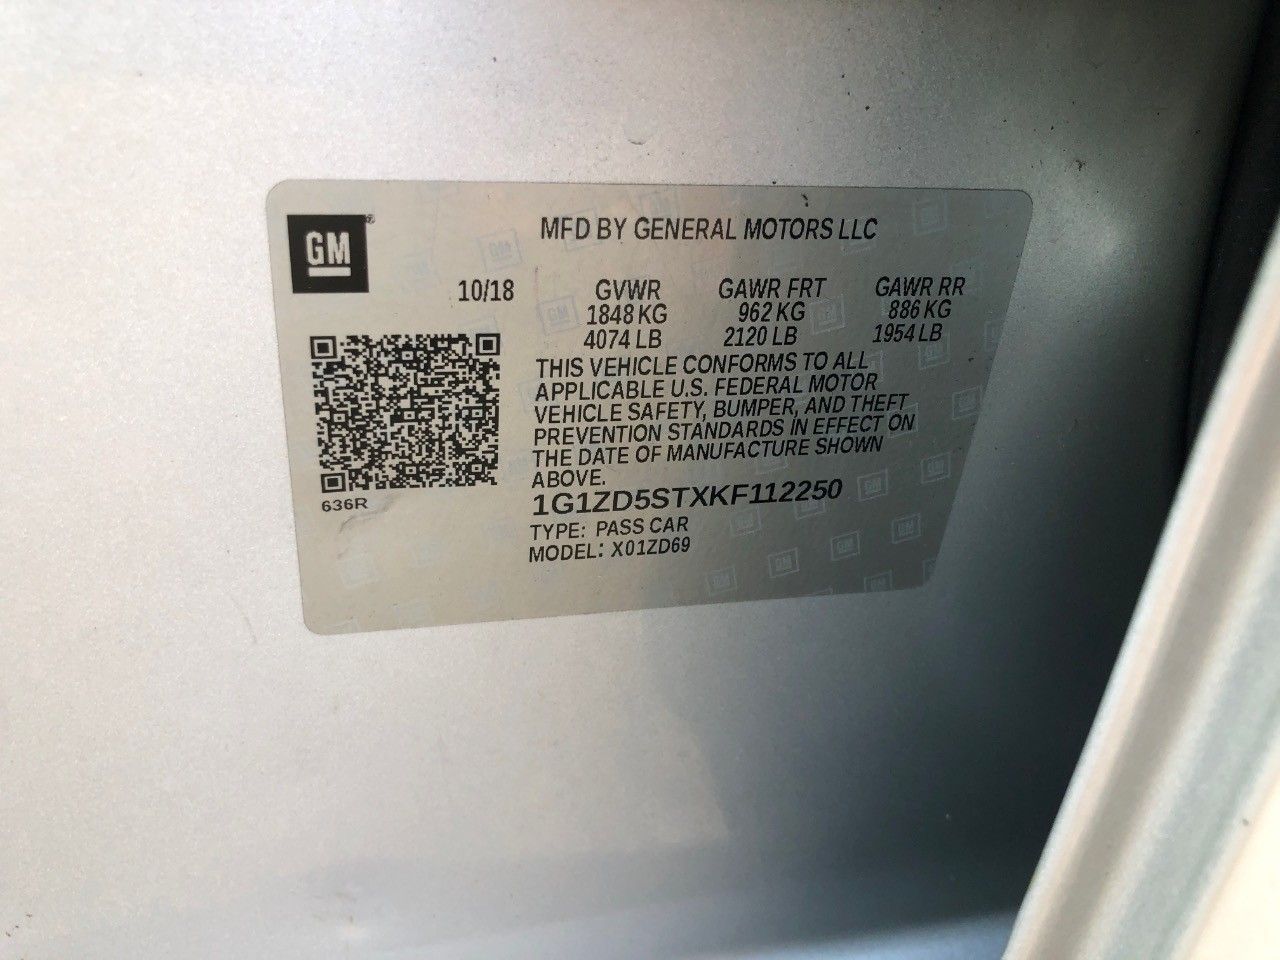 GM®
MFD BY GENERAL MOTORS LLC
10/18 GVWR GAWR FRT GAWR RR
1848 KG 962 KG 886 KG
4074 LB 2120 LB 1954 LB
THIS VEHICLE CONFORMS TO ALL
APPLICABLE U.S. FEDERAL MOTOR
VEHICLE SAFETY, BUMPER, AND THEFT
PREVENTION STANDARDS IN EFFECT ON
THE DATE OF MANUFACTURE SHOWN
ABOVE.
636R
1G1ZD5STXKF112250
TYPE: PASS CAR
MODEL: X01ZD69